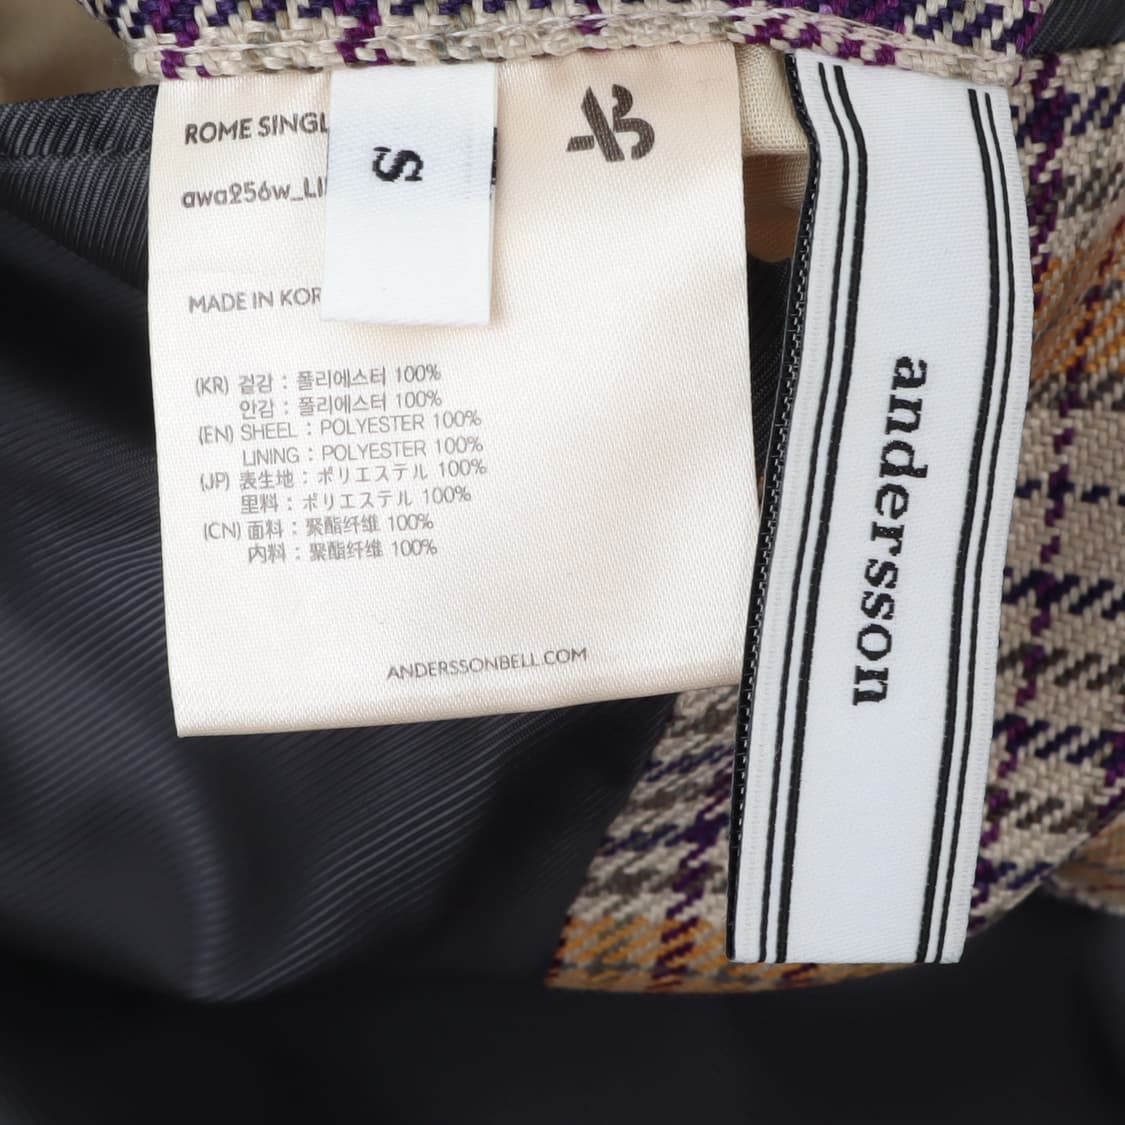 ROME SINGL
awa256w_LI
MADE IN KOR
S
AB
(KR) 겉감 : 폴리에스터 100%
안감 : 폴리에스터 100%
(EN) SHEEL : POLYESTER 100%
LINING : POLYESTER 100%
(JP) 表生地 : ポリエステル 100%
里料 : ポリエステル 100%
(CN) 面料 : 聚酯纤维 100%
内料 : 聚酯纤维 100%
ANDERSSONBELL.COM
andersson